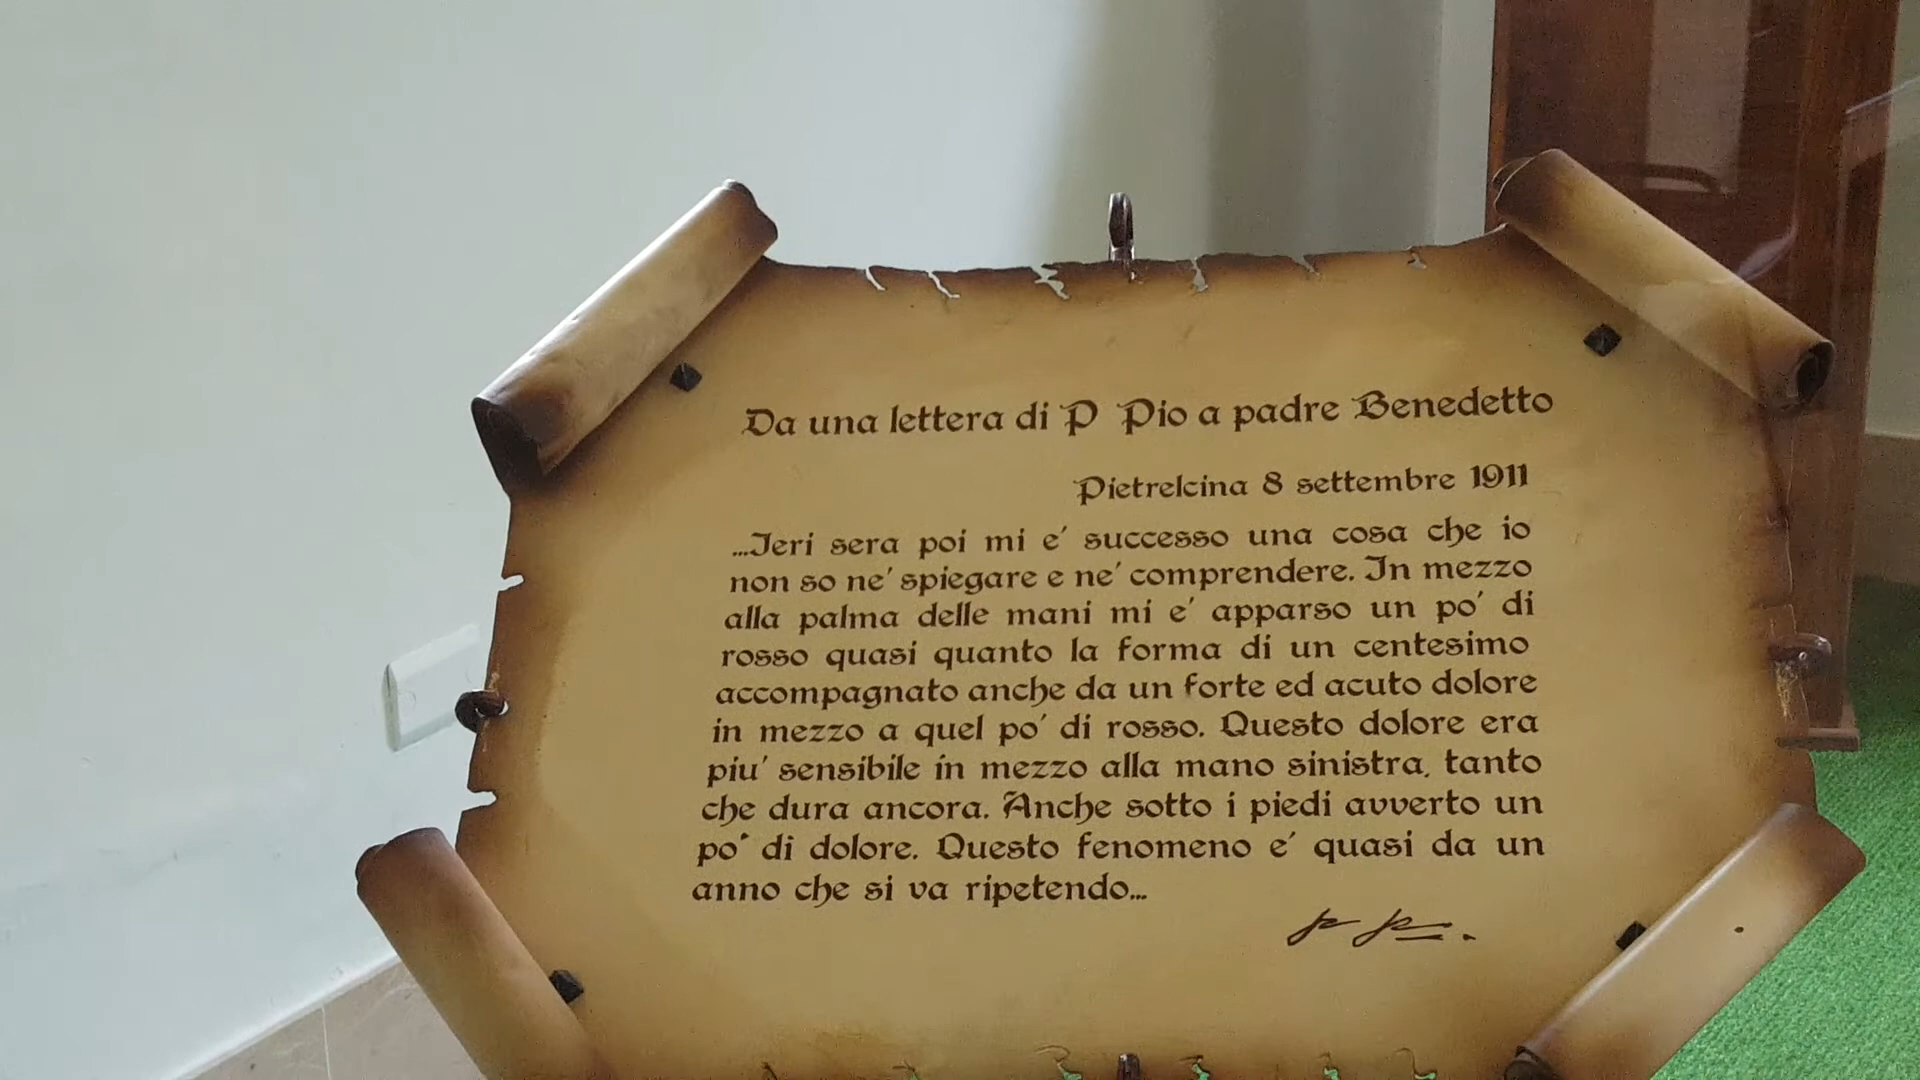 Da una lettera di P Pio a padre Benedetto
Pietrelcina 8 settembre 1911
...Ieri sera poi mi e' successo una cosa che io
non so ne' spiegare e ne' comprendere. In mezzo
alla palma delle mani mi e' apparso un po' di
rosso quasi quanto la forma di un centesimo
accompagnato anche da un forte ed acuto dolore
in mezzo a quel po' di rosso. Questo dolore era
piu' sensibile in mezzo alla mano sinistra, tanto
che dura ancora. Anche sotto i piedi avverto un
po' di dolore. Questo fenomeno e' quasi da un
anno che si va ripetendo...